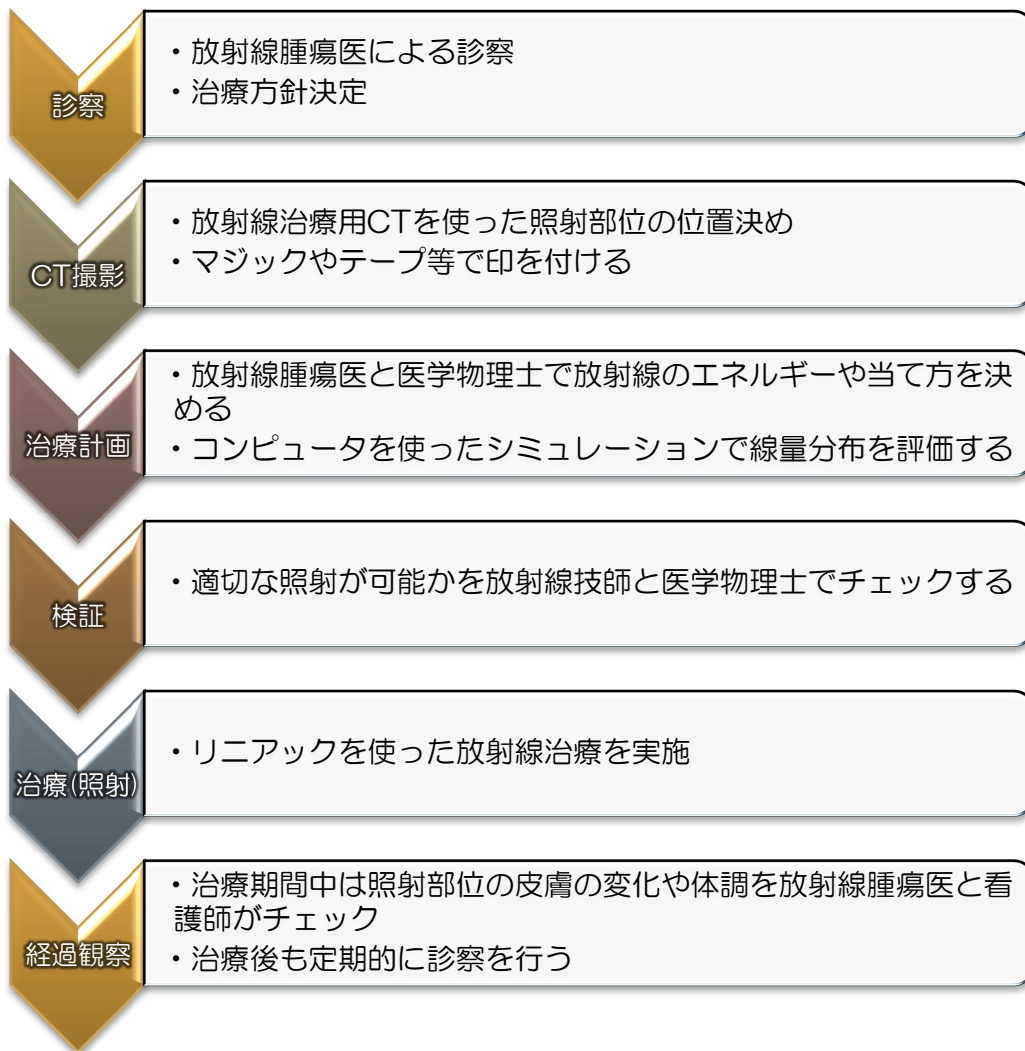 診察
・放射線腫瘍医による診察
・治療方針決定
CT撮影
・放射線治療用CTを使った照射部位の位置決め
・マジックやテープ等で印を付ける
治療計画
・放射線腫瘍医と医学物理士で放射線のエネルギーや当て方を決
める
・コンピュータを使ったシミュレーションで線量分布を評価する
検証
・適切な照射が可能かを放射線技師と医学物理士でチェックする
治療(照射)
・リニアックを使った放射線治療を実施
経過観察
・治療期間中は照射部位の皮膚の変化や体調を放射線腫瘍医と看
護師がチェック
・治療後も定期的に診察を行う